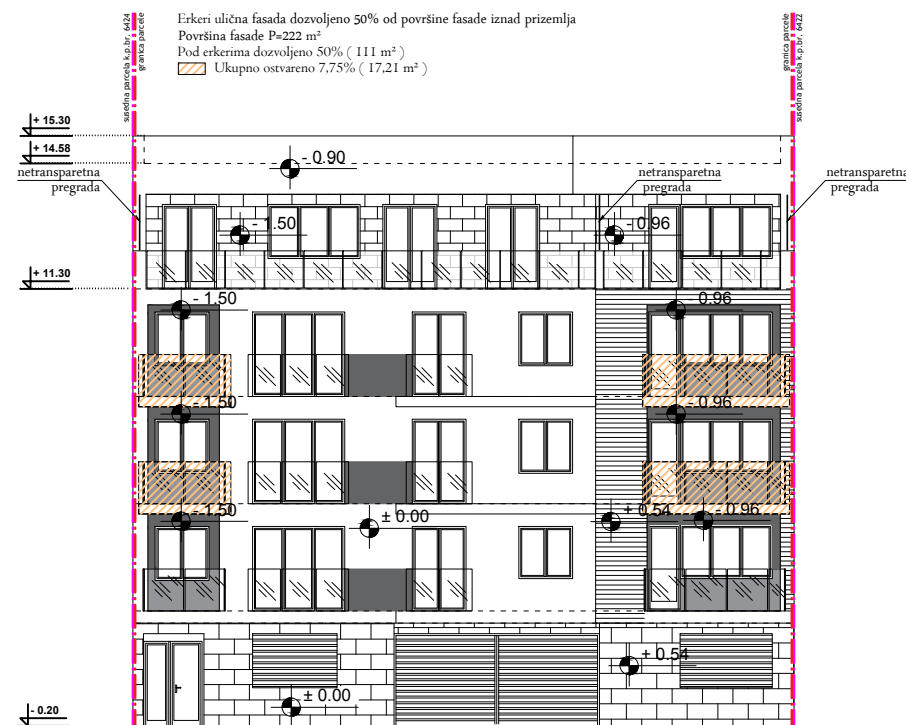 Erkeri ulična fasada dozvoljeno 50% od površine fasade iznad prizemlja
Površina fasade P=222 m²
Pod erkerima dozvoljeno 50% ( 111 m² )
Ukupno ostvareno 7,75% ( 17,21 m² )
susedna parcela k.p.br. 6424
granica parcele
granica parcele
susedna parcela k.p.br. 6422
+ 15.30
+ 14.58
- 0.90
netransparetna
pregrada
netransparetna
pregrada
netransparetna
pregrada
- 1.50
- 0.96
+ 11.30
- 1.50
- 0.96
- 1.50
- 0.96
- 1.50
± 0.00
+ 0.54
- 0.96
+ 0.54
± 0.00
- 0.20